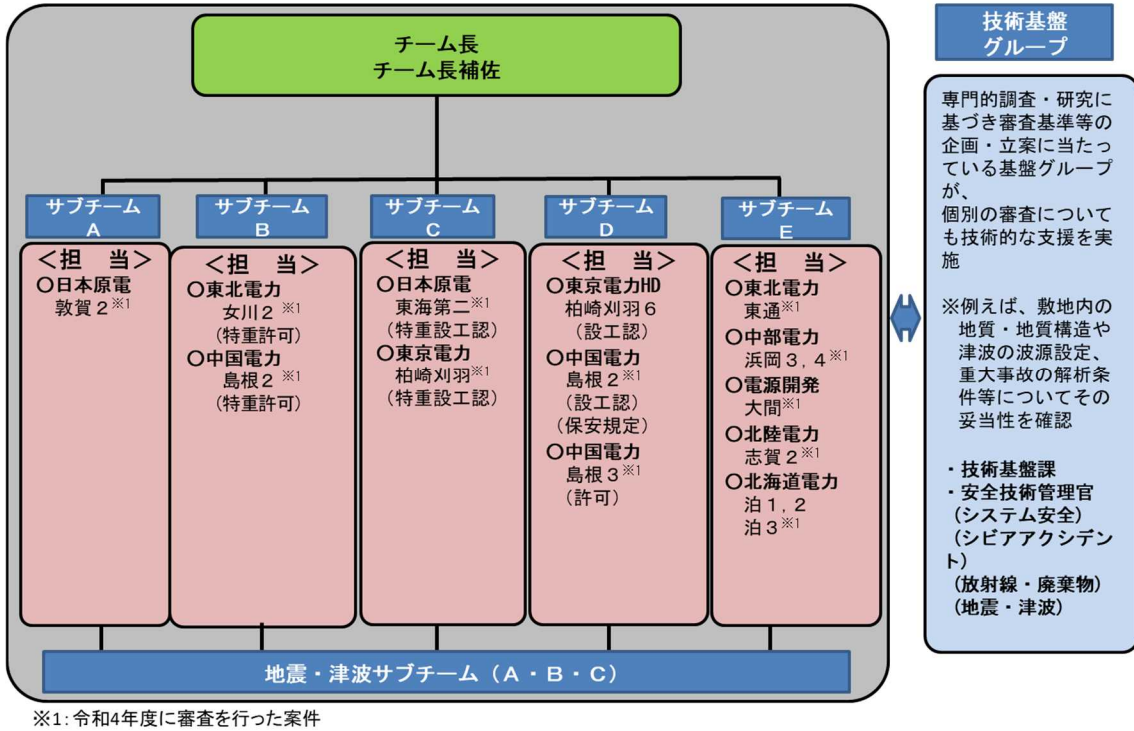 チーム長
チーム長補佐
サブチーム
A
<担　当>
○日本原電
敦賀2※1
サブチーム
B
<担　当>
○東北電力
女川2 ※1
(特重許可)
○中国電力
島根2 ※1
(特重許可)
サブチーム
C
<担　当>
○日本原電
東海第二※1
(特重設工認)
○東京電力
柏崎刈羽※1
(特重設工認)
サブチーム
D
<担　当>
○東京電力HD
柏崎刈羽6
(設工認)
○中国電力
島根2※1
(設工認)
(保安規定)
○中国電力
島根3※1
(許可)
サブチーム
E
<担　当>
○東北電力
東通※1
○中部電力
浜岡3,4※1
○電源開発
大間※1
○北陸電力
志賀2※1
○北海道電力
泊1,2
泊3※1
地震・津波サブチーム(A・B・C)
※1:令和4年度に審査を行った案件
技術基盤
グループ
専門的調査・研究に
基づき審査基準等の
企画・立案に当たっ
ている基盤グループ
が、
個別の審査について
も技術的な支援を実
施
※例えば、敷地内の
地質・地質構造や
津波の波源設定、
重大事故の解析条
件等についてその
妥当性を確認
・技術基盤課
・安全技術管理官
(システム安全)
(シビアアクシデン
ト)
(放射線・廃棄物)
(地震・津波)